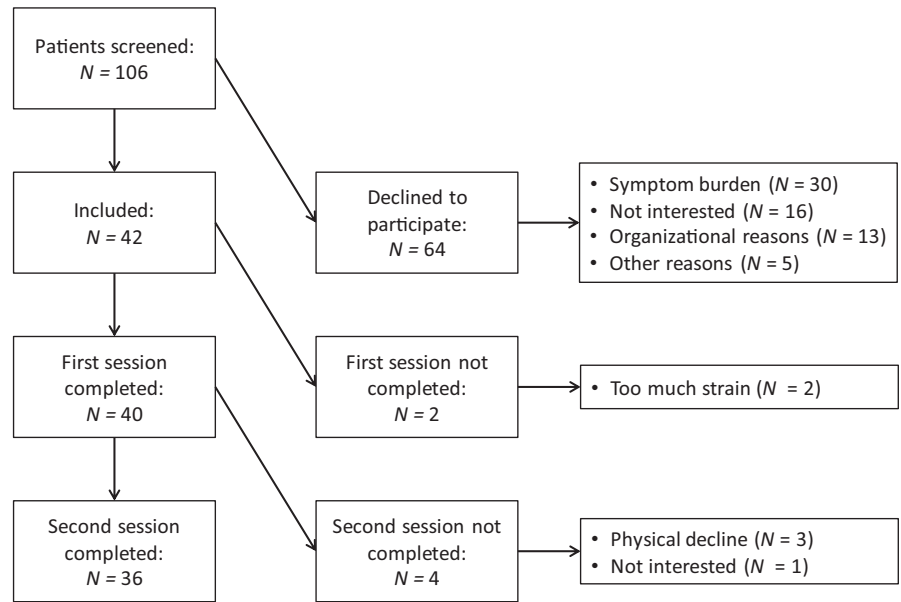 Patients screened:
N = 106
Included:
N = 42
Declined to
participate:
N = 64
• Symptom burden (N = 30)
• Not interested (N = 16)
• Organizational reasons (N = 13)
• Other reasons (N = 5)
First session
completed:
N = 40
First session not
completed:
N = 2
• Too much strain (N = 2)
Second session
completed:
N = 36
Second session not
completed:
N = 4
• Physical decline (N = 3)
• Not interested (N = 1)